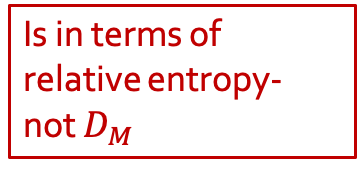 Is in terms of
relative entropy-
not D_M